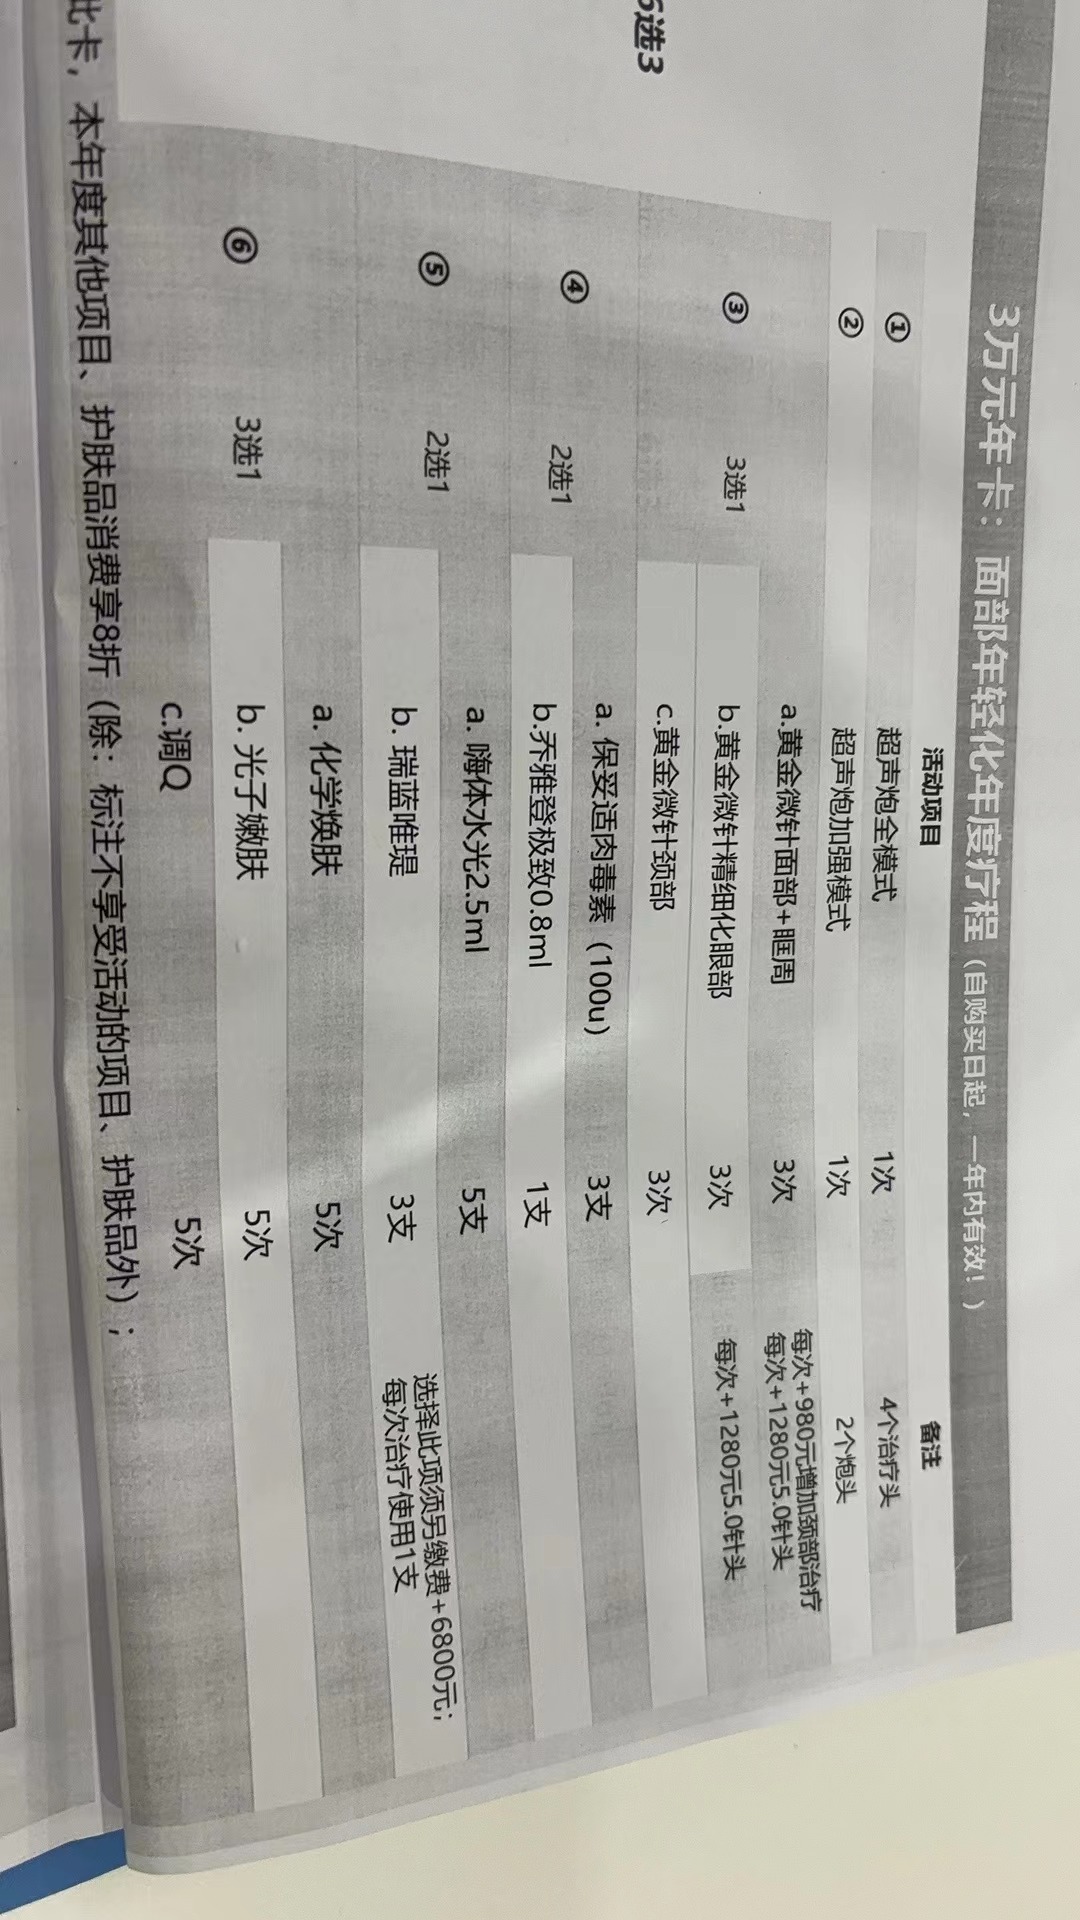 3万元年卡：面部年轻化年度疗程（自购买日起，一年内有效！）
活动项目 备注
6选3
① 超声炮全模式 1次 4个治疗头
② 超声炮加强模式 1次 2个炮头
③ 3选1
a.黄金微针面部+眶周 3次 每次+980元增加颈部治疗
每次+1280元5.0针头
b.黄金微针精细化眼部 3次 每次+1280元5.0针头
c.黄金微针颈部 3次
④ 2选1
a. 保妥适肉毒素（100u） 3支
b.乔雅登极致0.8ml 1支
⑤ 2选1
a. 嗨体水光2.5ml 5支
b. 瑞蓝唯瑅 3支 选择此项须另缴费+6800元；
每次治疗使用1支
⑥ 3选1
a. 化学焕肤 5次
b. 光子嫩肤 5次
c.调Q 5次
此卡，本年度其他项目、护肤品消费享8折（除：标注不享受活动的项目、护肤品外）；